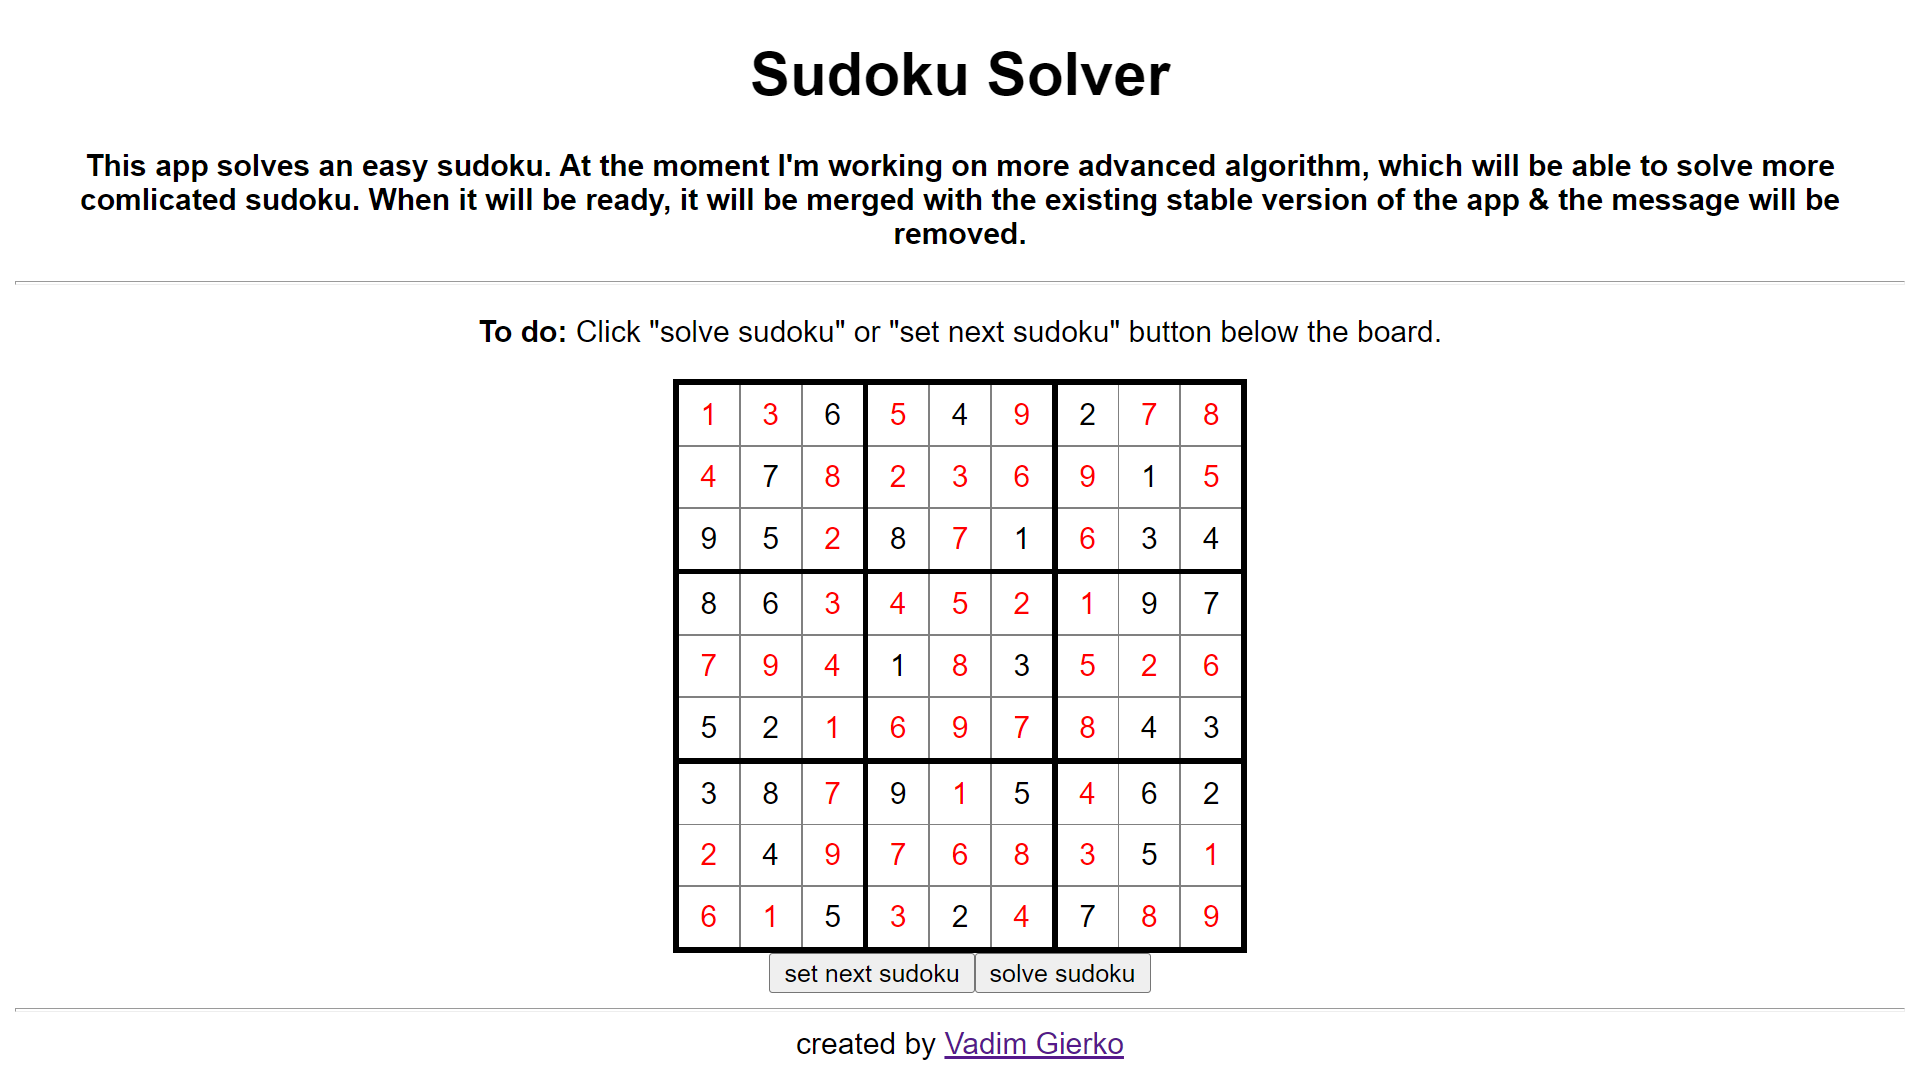 Sudoku Solver
This app solves an easy sudoku. At the moment I'm working on more advanced algorithm, which will be able to solve more
comlicated sudoku. When it will be ready, it will be merged with the existing stable version of the app & the message will be
removed.
To do: Click "solve sudoku" or "set next sudoku" button below the board.
1 3 6 5 4 9 2 7 8
4 7 8 2 3 6 9 1 5
9 5 2 8 7 1 6 3 4
8 6 3 4 5 2 1 9 7
7 9 4 1 8 3 5 2 6
5 2 1 6 9 7 8 4 3
3 8 7 9 1 5 4 6 2
2 4 9 7 6 8 3 5 1
6 1 5 3 2 4 7 8 9
set next sudoku solve sudoku
created by Vadim Gierko